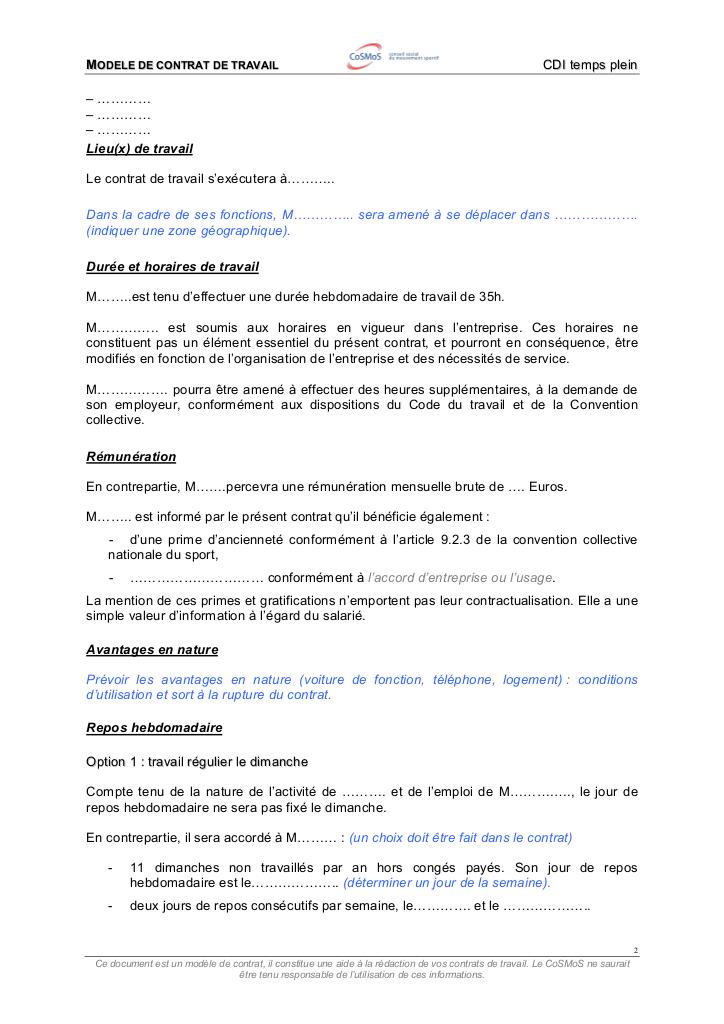 MODELE DE CONTRAT DE TRAVAIL
CoSMoS
conseil social
du mouvement sportif
CDI temps plein
– …………
– …………
– …………
Lieu(x) de travail
Le contrat de travail s’exécutera à………..
Dans la cadre de ses fonctions, M………….. sera amené à se déplacer dans ……………….
(indiquer une zone géographique).
Durée et horaires de travail
M……..est tenu d’effectuer une durée hebdomadaire de travail de 35h.
M…………. est soumis aux horaires en vigueur dans l’entreprise. Ces horaires ne
constituent pas un élément essentiel du présent contrat, et pourront en conséquence, être
modifiés en fonction de l’organisation de l’entreprise et des nécessités de service.
M……………. pourra être amené à effectuer des heures supplémentaires, à la demande de
son employeur, conformément aux dispositions du Code du travail et de la Convention
collective.
Rémunération
En contrepartie, M…….percevra une rémunération mensuelle brute de …. Euros.
M…….. est informé par le présent contrat qu’il bénéficie également :
- d’une prime d’ancienneté conformément à l’article 9.2.3 de la convention collective
nationale du sport,
- ………………………… conformément à l’accord d’entreprise ou l’usage.
La mention de ces primes et gratifications n’emportent pas leur contractualisation. Elle a une
simple valeur d’information à l’égard du salarié.
Avantages en nature
Prévoir les avantages en nature (voiture de fonction, téléphone, logement) : conditions
d’utilisation et sort à la rupture du contrat.
Repos hebdomadaire
Option 1 : travail régulier le dimanche
Compte tenu de la nature de l’activité de ………. et de l’emploi de M…………., le jour de
repos hebdomadaire ne sera pas fixé le dimanche.
En contrepartie, il sera accordé à M……… : (un choix doit être fait dans le contrat)
- 11 dimanches non travaillés par an hors congés payés. Son jour de repos
hebdomadaire est le……………….. (déterminer un jour de la semaine).
- deux jours de repos consécutifs par semaine, le…………. et le ………………..
2
Ce document est un modèle de contrat, il constitue une aide à la rédaction de vos contrats de travail. Le CoSMoS ne saurait
être tenu responsable de l’utilisation de ces informations.